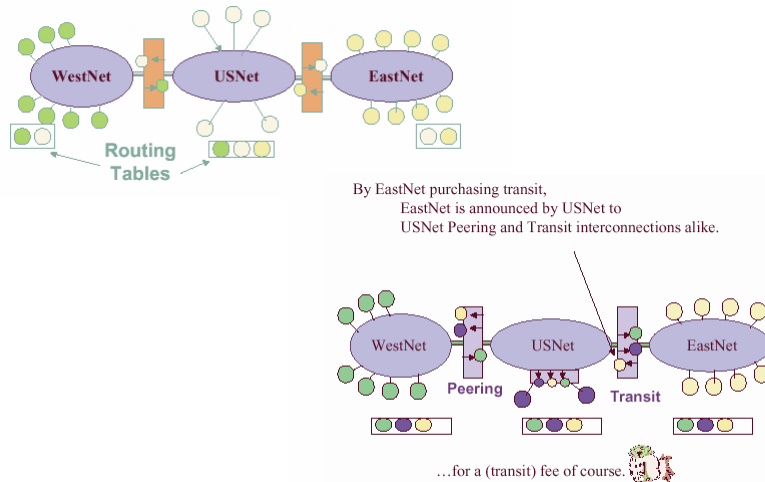 WestNet
USNet
EastNet
Routing
Tables
By EastNet purchasing transit,
EastNet is announced by USNet to
USNet Peering and Transit interconnections alike.
WestNet
USNet
EastNet
Peering
Transit
…for a (transit) fee of course.